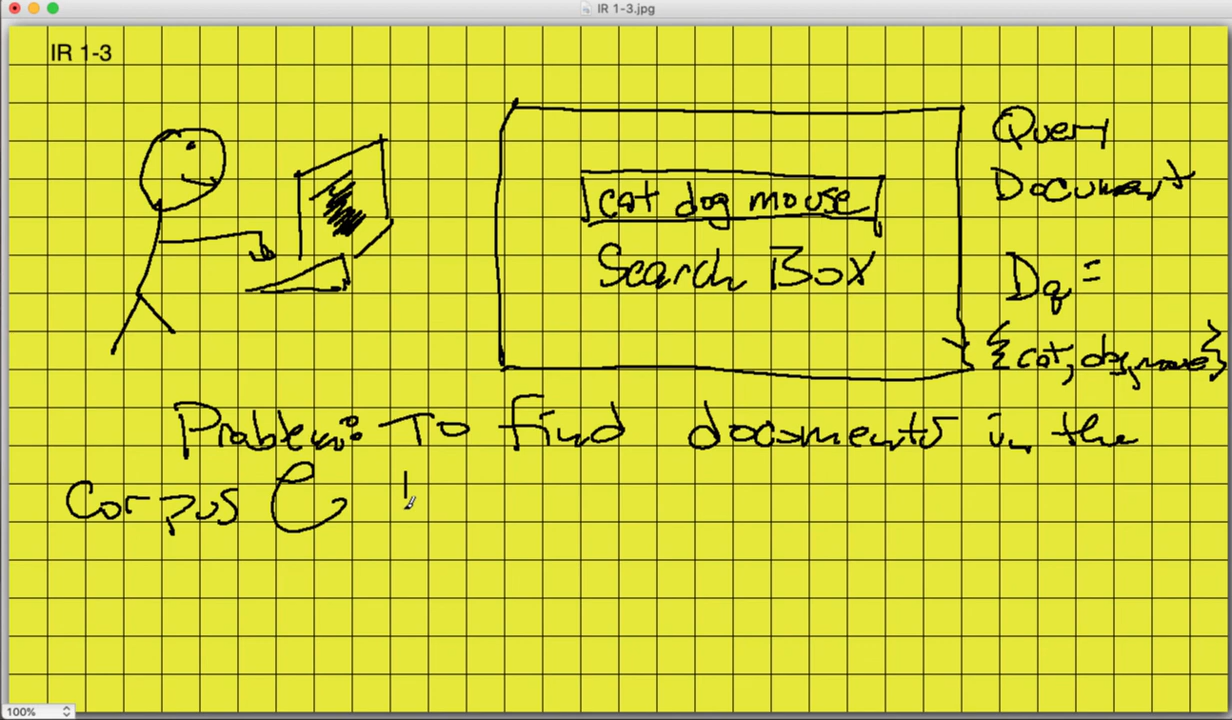 IR 1-3.jpg
IR 1-3
cat dog mouse
Search Box
Query
Document
Dq =
{cat, dog, mouse}
Problem: To find documents in the
Corpus C
100%